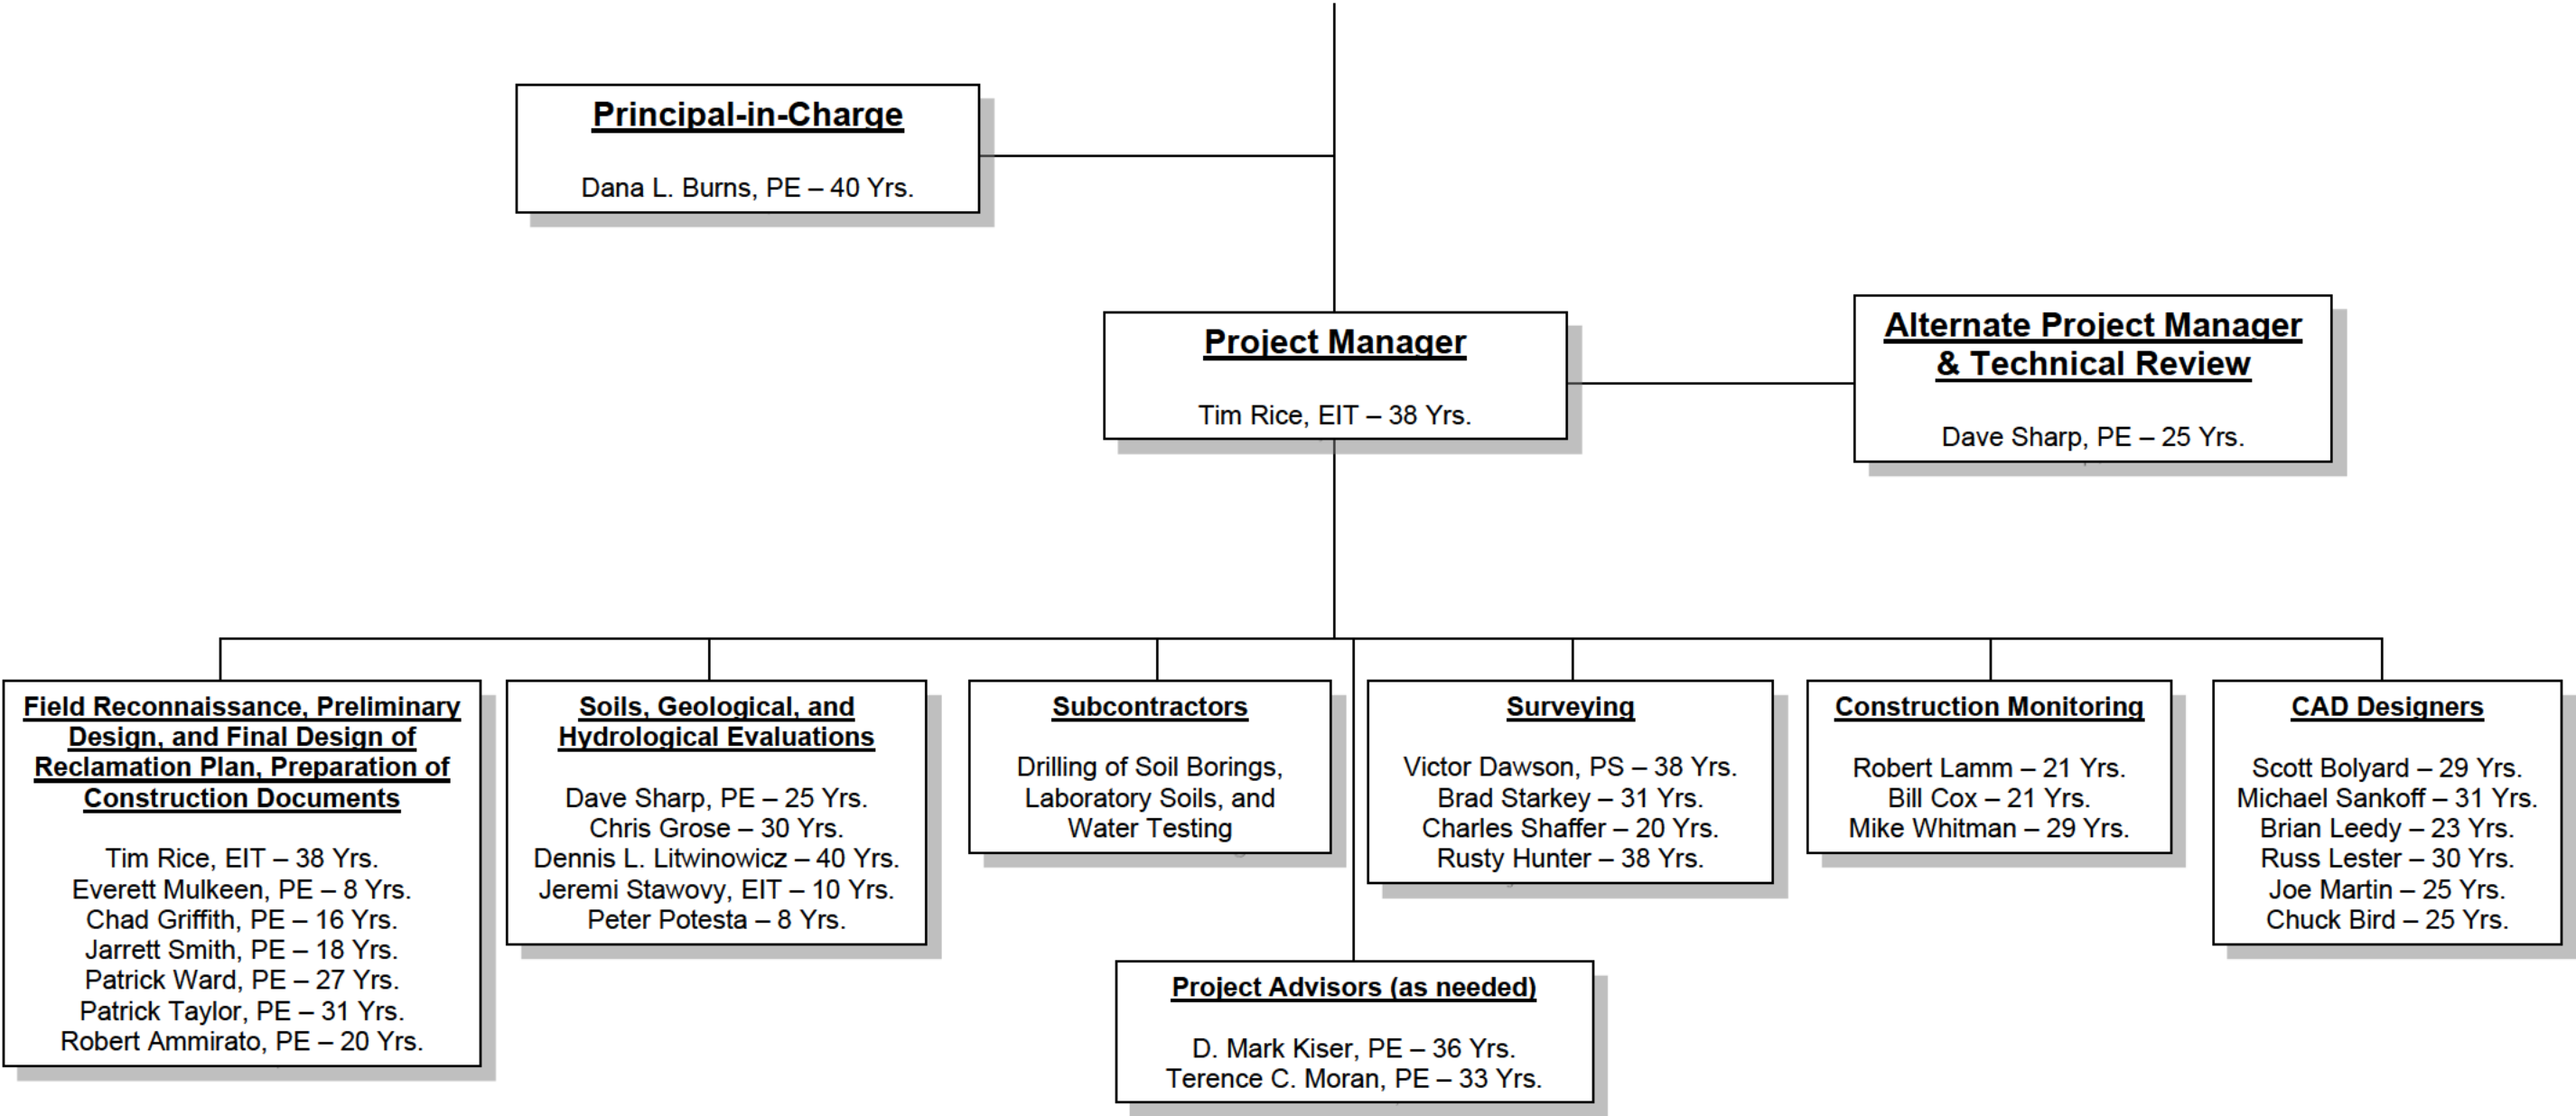 Principal-in-Charge
Dana L. Burns, PE – 40 Yrs.
Project Manager
Tim Rice, EIT – 38 Yrs.
Alternate Project Manager
& Technical Review
Dave Sharp, PE – 25 Yrs.
Field Reconnaissance, Preliminary
Design, and Final Design of
Reclamation Plan, Preparation of
Construction Documents
Tim Rice, EIT – 38 Yrs.
Everett Mulkeen, PE – 8 Yrs.
Chad Griffith, PE – 16 Yrs.
Jarrett Smith, PE – 18 Yrs.
Patrick Ward, PE – 27 Yrs.
Patrick Taylor, PE – 31 Yrs.
Robert Ammirato, PE – 20 Yrs.
Soils, Geological, and
Hydrological Evaluations
Dave Sharp, PE – 25 Yrs.
Chris Grose – 30 Yrs.
Dennis L. Litwinowicz – 40 Yrs.
Jeremi Stawovy, EIT – 10 Yrs.
Peter Potesta – 8 Yrs.
Subcontractors
Drilling of Soil Borings,
Laboratory Soils, and
Water Testing
Surveying
Victor Dawson, PS – 38 Yrs.
Brad Starkey – 31 Yrs.
Charles Shaffer – 20 Yrs.
Rusty Hunter – 38 Yrs.
Construction Monitoring
Robert Lamm – 21 Yrs.
Bill Cox – 21 Yrs.
Mike Whitman – 29 Yrs.
CAD Designers
Scott Bolyard – 29 Yrs.
Michael Sankoff – 31 Yrs.
Brian Leedy – 23 Yrs.
Russ Lester – 30 Yrs.
Joe Martin – 25 Yrs.
Chuck Bird – 25 Yrs.
Project Advisors (as needed)
D. Mark Kiser, PE – 36 Yrs.
Terence C. Moran, PE – 33 Yrs.